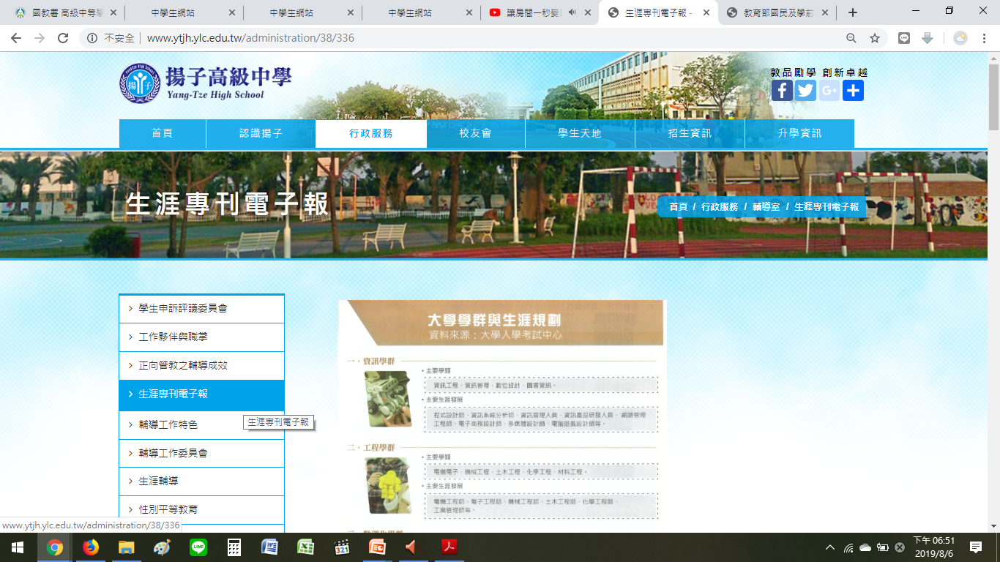 國教署 高級中等學
中學生網站
中學生網站
中學生網站
讓房間一秒變
生涯專刊電子報 -
教育部國民及學前
不安全 | www.ytjh.ylc.edu.tw/administration/38/336
揚子高級中學
Yang-Tze High School
敦品勵學 創新卓越
首頁
認識揚子
行政服務
校友會
學生天地
招生資訊
升學資訊
生涯專刊電子報
首頁 / 行政服務 / 輔導室 / 生涯專刊電子報
學生申訴評議委員會
工作夥伴與職掌
正向管教之輔導成效
生涯專刊電子報
生涯專刊電子報
輔導工作特色
輔導工作委員會
生涯輔導
性別平等教育
大學學群與生涯規劃
資料來源：大學入學考試中心
一、資訊學群
•主要學類
資訊工程、資訊管理、數位設計、圖書資訊。
•主要生涯發展
程式設計師、資訊系統分析師、資訊管理人員、資訊產品研發人員、網路管理
工程師、電子商務設計師、多媒體設計師、電腦遊戲設計師等。
二、工程學群
•主要學類
電機電子、機械工程、土木工程、化學工程、材料工程。
•主要生涯發展
電機工程師、電子工程師、機械工程師、土木工程師、化學工程師、
工業管理師等。
www.ytjh.ylc.edu.tw/administration/38/336
下午 06:51
2019/8/6